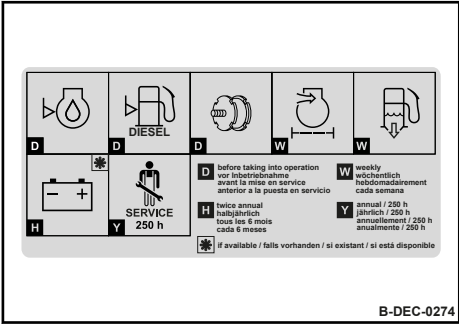 D
DIESEL
D
D
W
W
H
SERVICE
250 h
Y
D
before taking into operation
vor Inbetriebnahme
avant la mise en service
anterior a la puesta en servicio
W
weekly
wöchentlich
hebdomadairement
cada semana
H
twice annual
halbjährlich
tous les 6 mois
cada 6 meses
Y
annual / 250 h
jährlich / 250 h
annuellement / 250 h
anualmente / 250 h
if available / falls vorhanden / si existant / si está disponible
B-DEC-0274